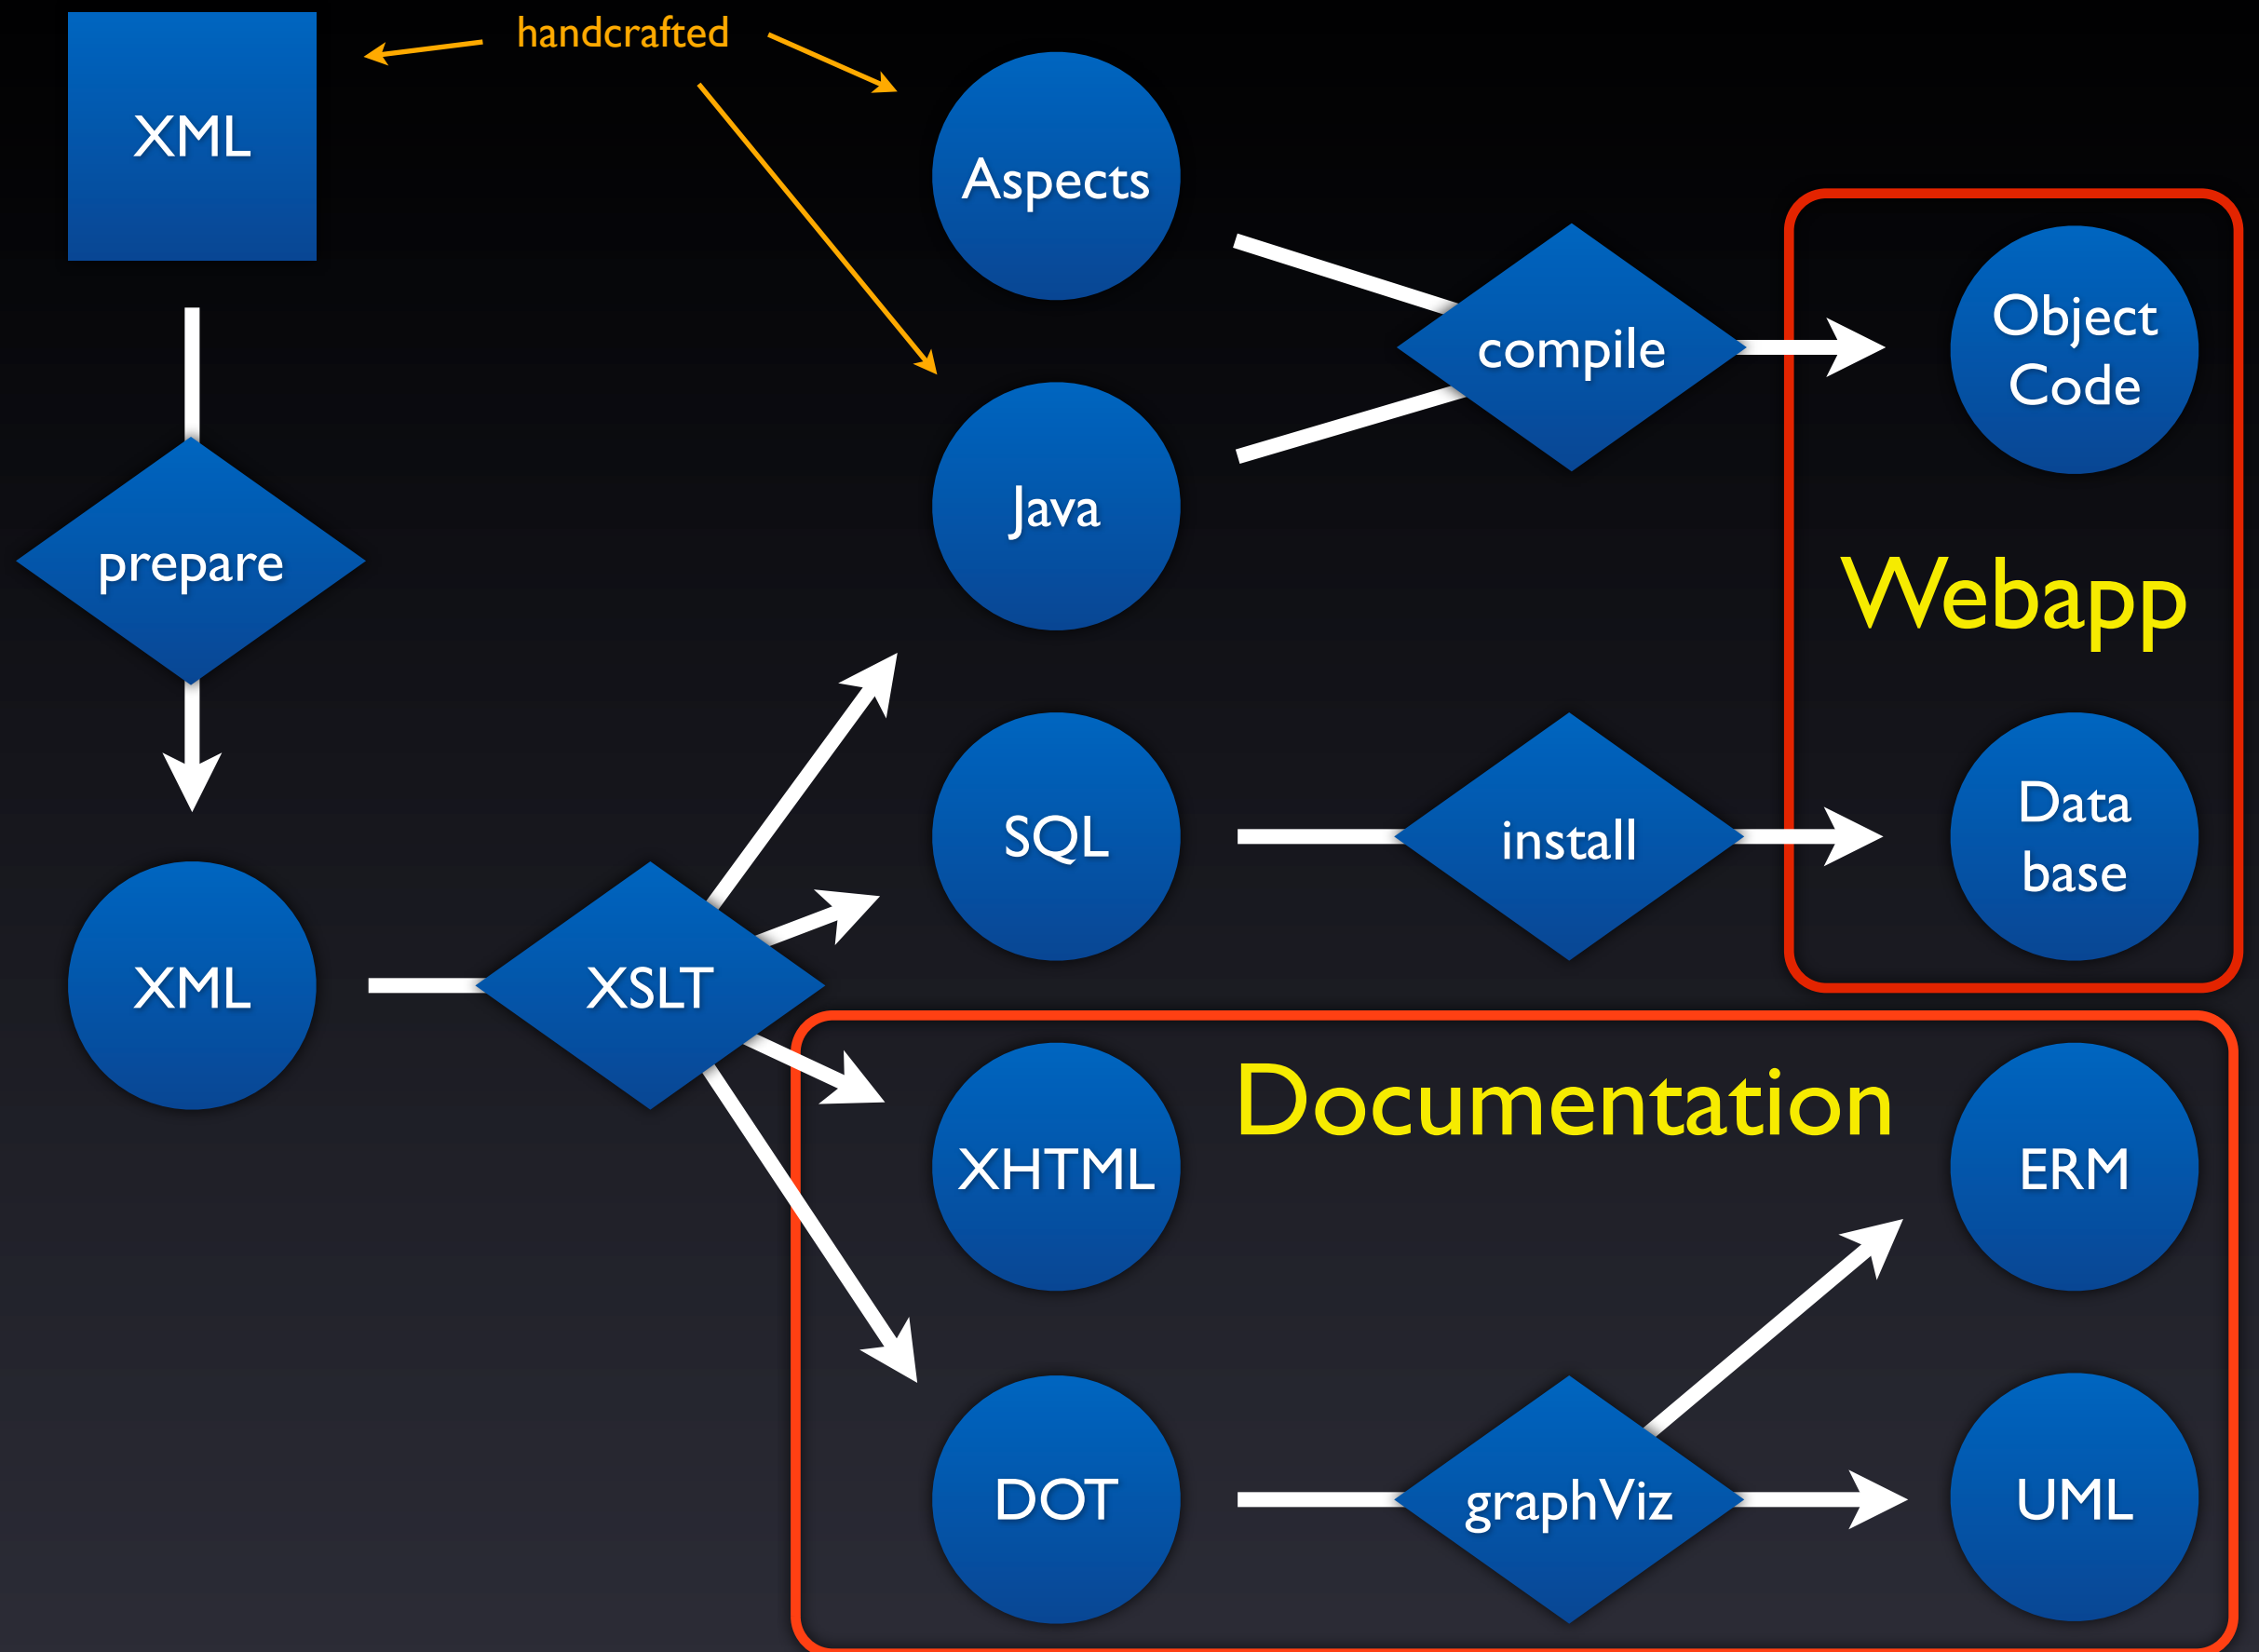 handcrafted
XML
Aspects
compile
Object
Code
Java
prepare
Webapp
SQL
install
Data
base
XML
XSLT
Documentation
XHTML
ERM
DOT
graphViz
UML